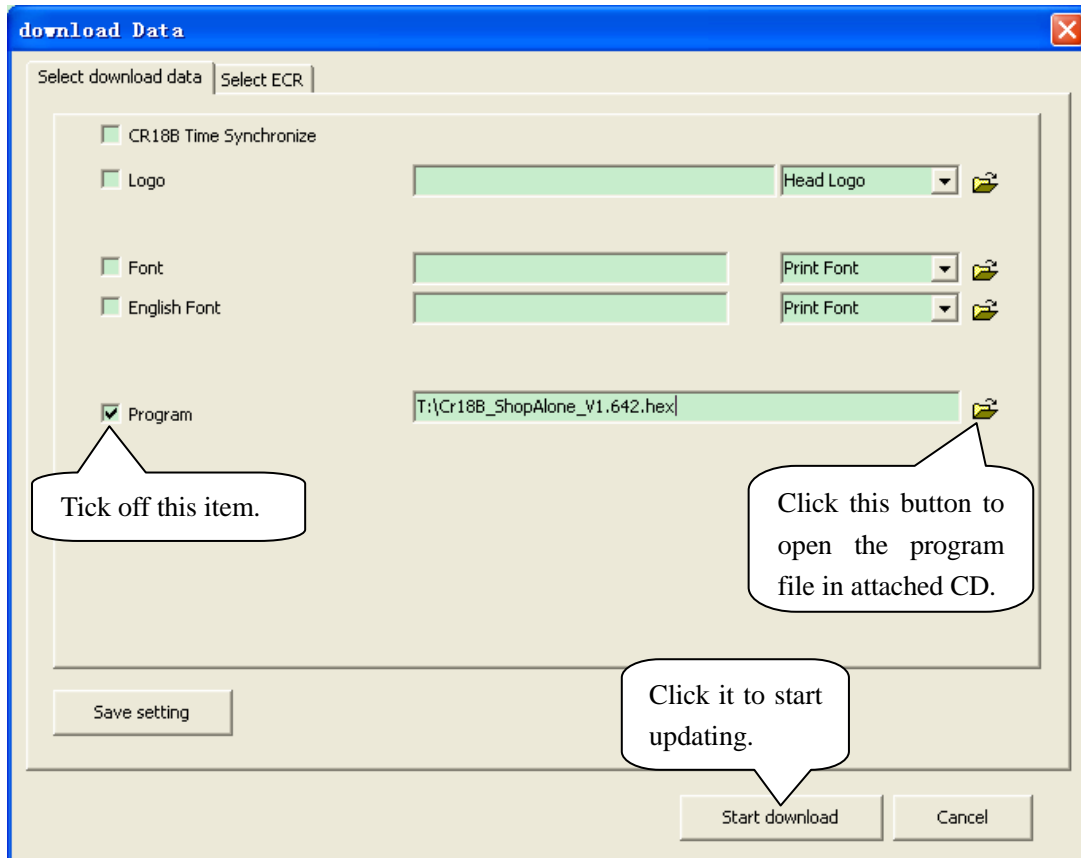 download Data
Select download data
Select ECR
CR18B Time Synchronize
Logo
Head Logo
Font
Print Font
English Font
Print Font
Program
T:\Cr18B_ShopAlone_V1.642.hex
Tick off this item.
Click this button to
open the program
file in attached CD.
Click it to start
updating.
Save setting
Start download
Cancel